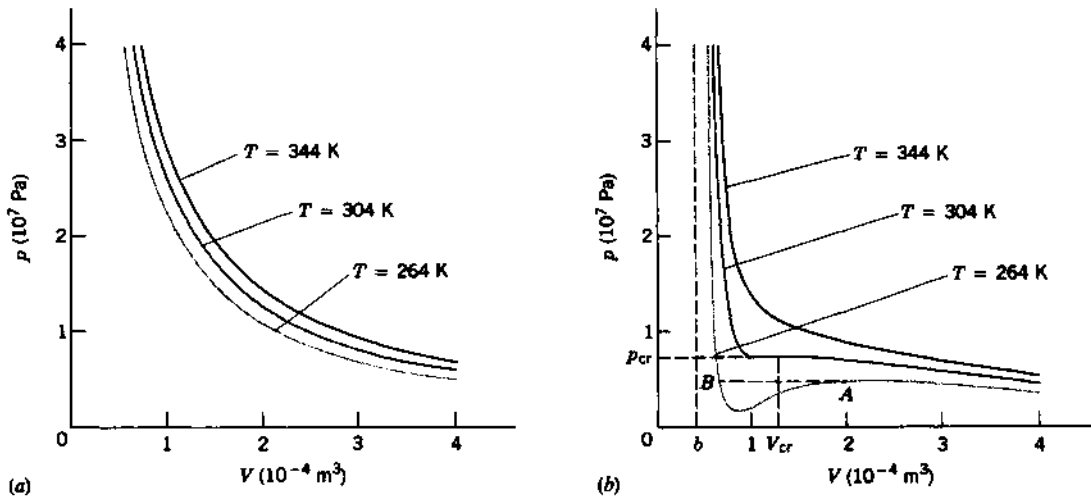 4
3
2
1
0
p (10⁷ Pa)
T = 344 K
T = 304 K
T = 264 K
1
2
3
4
V (10⁻⁴ m³)
(a)
4
3
2
1
0
p (10⁷ Pa)
p_cr
T = 344 K
T = 304 K
T = 264 K
B
A
b
1
V_cr
2
3
4
V (10⁻⁴ m³)
(b)